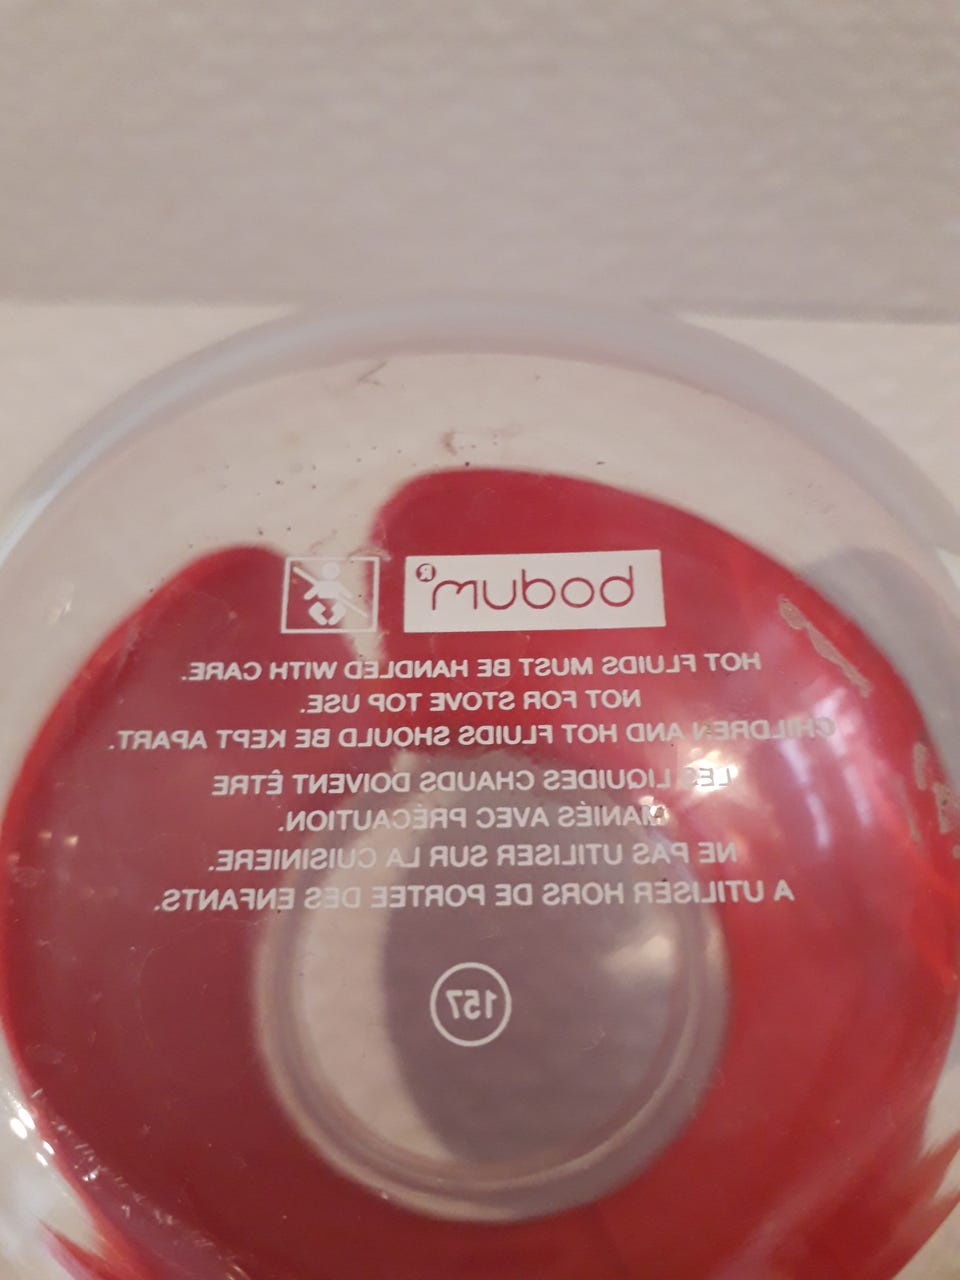 bodum®
HOT FLUIDS MUST BE HANDLED WITH CARE.
NOT FOR STOVE TOP USE.
CHILDREN AND HOT FLUIDS SHOULD BE KEPT APART.
LES LIQUIDES CHAUDS DOIVENT ÊTRE
MANIÉS AVEC PRÉCAUTION.
NE PAS UTILISER SUR LA CUISINIERE.
A UTILISER HORS DE PORTEE DES ENFANTS.
157